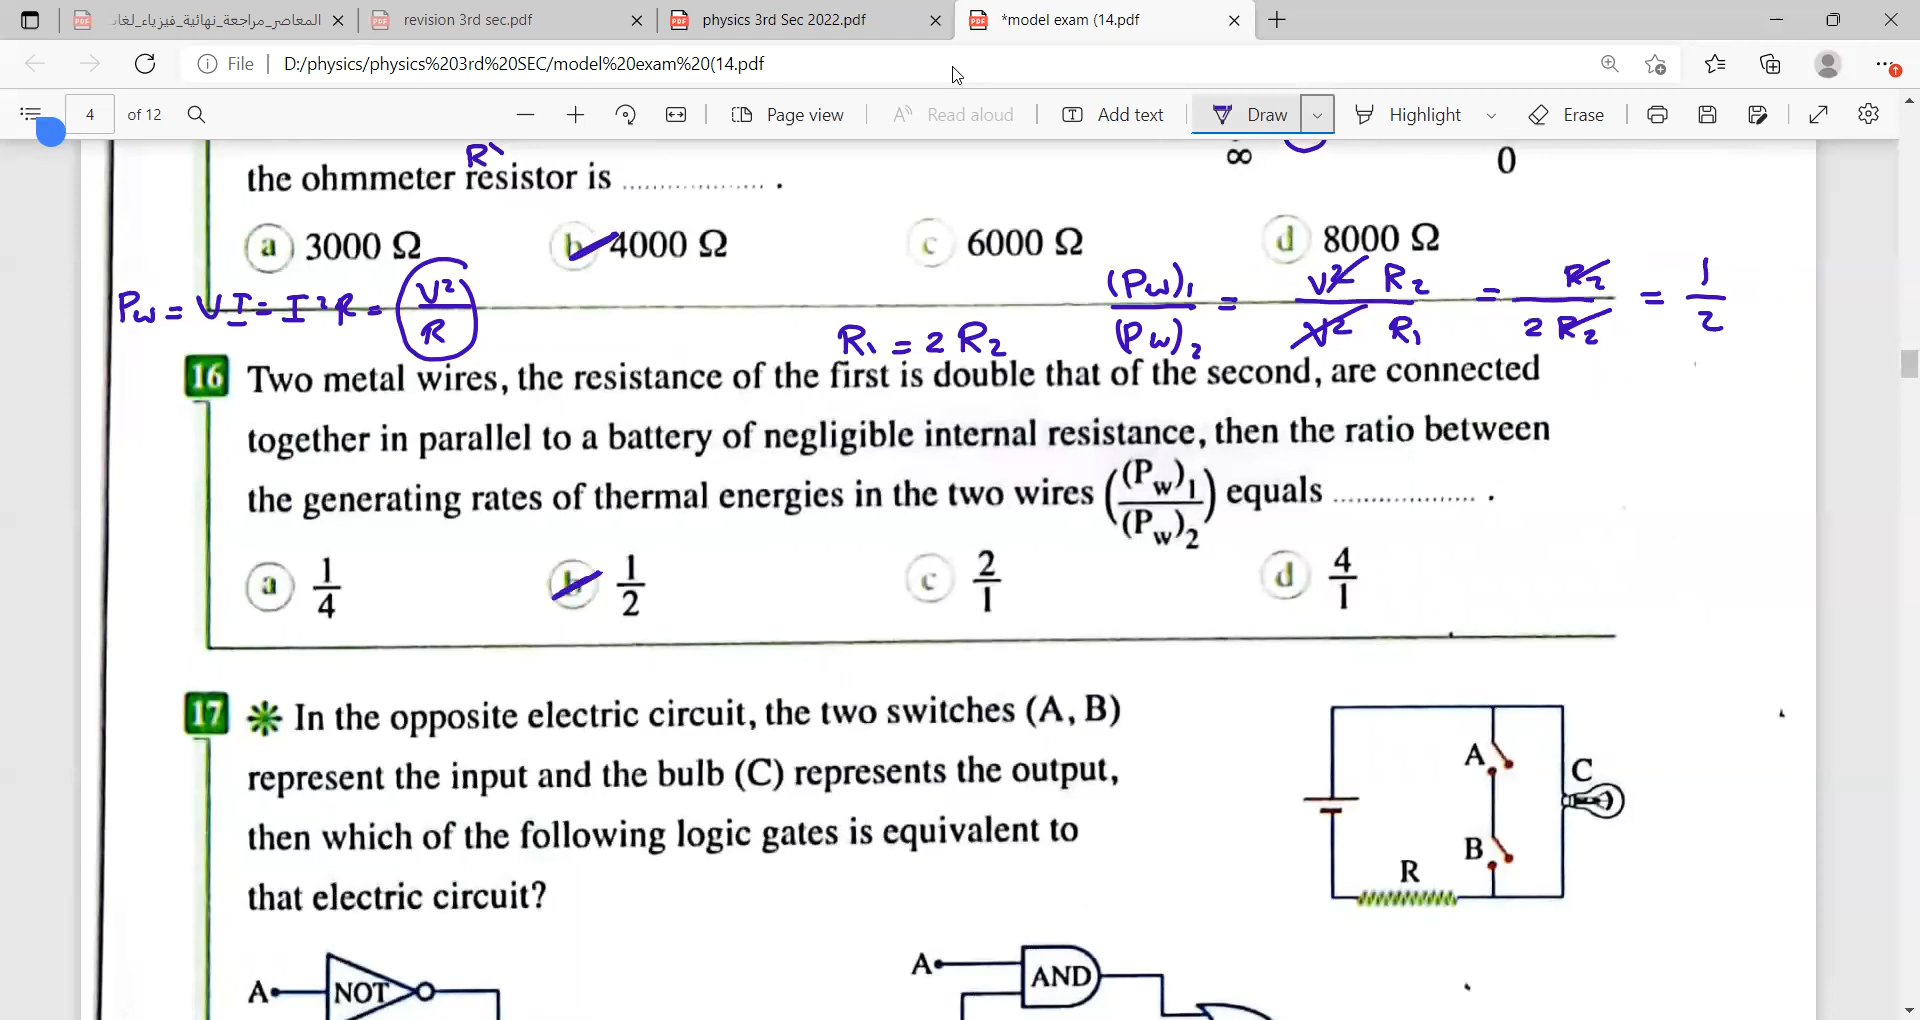 المعاصر_مراجعة_نهائية_فيزياء_لغات
revision 3rd sec.pdf
physics 3rd Sec 2022.pdf
*model exam (14.pdf
File
D:/physics/physics%203rd%20SEC/model%20exam%20(14.pdf
4 of 12
Page view
Read aloud
Add text
Draw
Highlight
Erase
R\
∞ 0
the ohmmeter resistor is .................... .
a 3000 Ω b 4000 Ω c 6000 Ω d 8000 Ω
Pw = VI = I²R = V²/R
R₁ = 2 R₂
(Pw)₁/(Pw)₂ = V² R₂/V² R₁ = R₂/2 R₂ = 1/2
16 Two metal wires, the resistance of the first is double that of the second, are connected
together in parallel to a battery of negligible internal resistance, then the ratio between
the generating rates of thermal energies in the two wires ((Pw)₁/(Pw)₂) equals .................... .
a 1/4 b 1/2 c 2/1 d 4/1
17 ✱ In the opposite electric circuit, the two switches (A, B)
represent the input and the bulb (C) represents the output,
then which of the following logic gates is equivalent to
that electric circuit?
A
C
B
R
A NOT
A AND